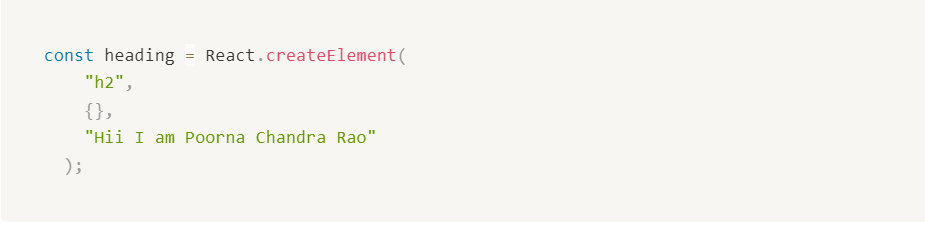 const heading = React.createElement(
    "h2",
    {},
    "Hii I am Poorna Chandra Rao"
  );